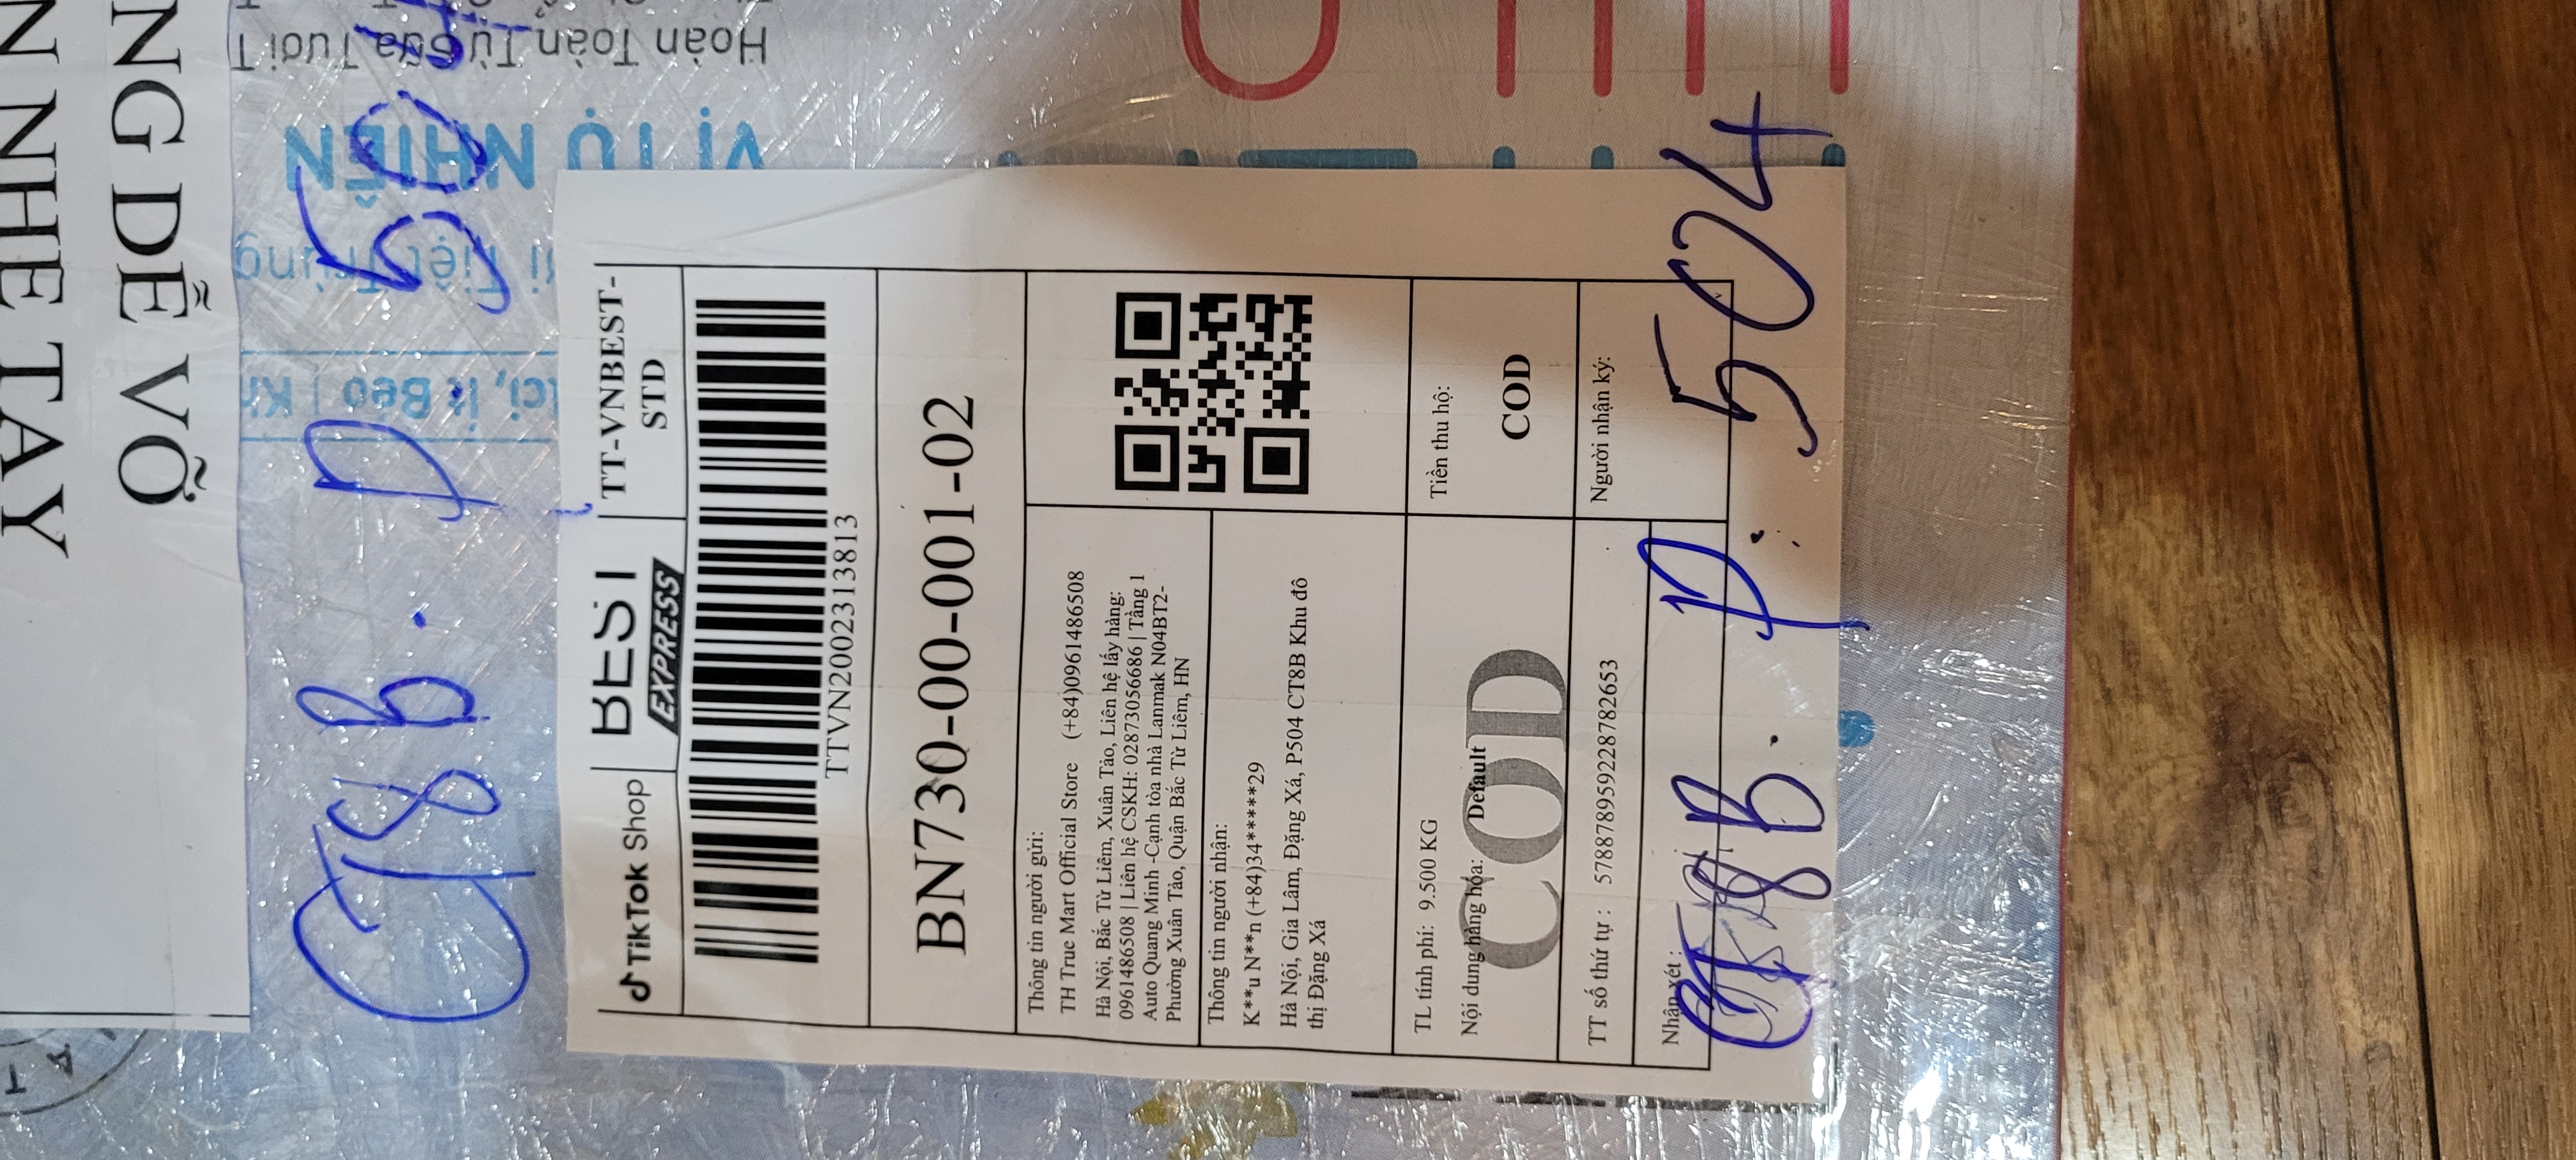 TikTok Shop
BEST
EXPRESS
TT-VNBEST-
STD
TTVN2002313813
BN730-00-001-02
Thông tin người gửi:
TH True Mart Official Store (+84)0961486508
Hà Nội, Bắc Từ Liêm, Xuân Tảo, Liên hệ lấy hàng:
0961486508 | Liên hệ CSKH: 02873056686 | Tầng 1
Auto Quang Minh -Cạnh tòa nhà Lanmak N04BT2-
Phường Xuân Tảo, Quận Bắc Từ Liêm, HN
Thông tin người nhận:
K**u N**n (+84)34*****29
Hà Nội, Gia Lâm, Đặng Xá, P504 CT8B Khu đô
thị Đặng Xá
TL tính phí: 9.500 KG
Nội dung hàng hóa: Default
COD
Tiền thu hộ:
COD
TT số thứ tự : 578878959228782653
Người nhận ký:
Nhận xét :
CT8B. P: 504
CT8B. P: 504
NHẸ TAY
NG DỄ VỠ
Ít Béo
Tiệt Trùng
VỊ TỰ NHIÊN
Hoàn Toàn Từ Sữa Tươi T